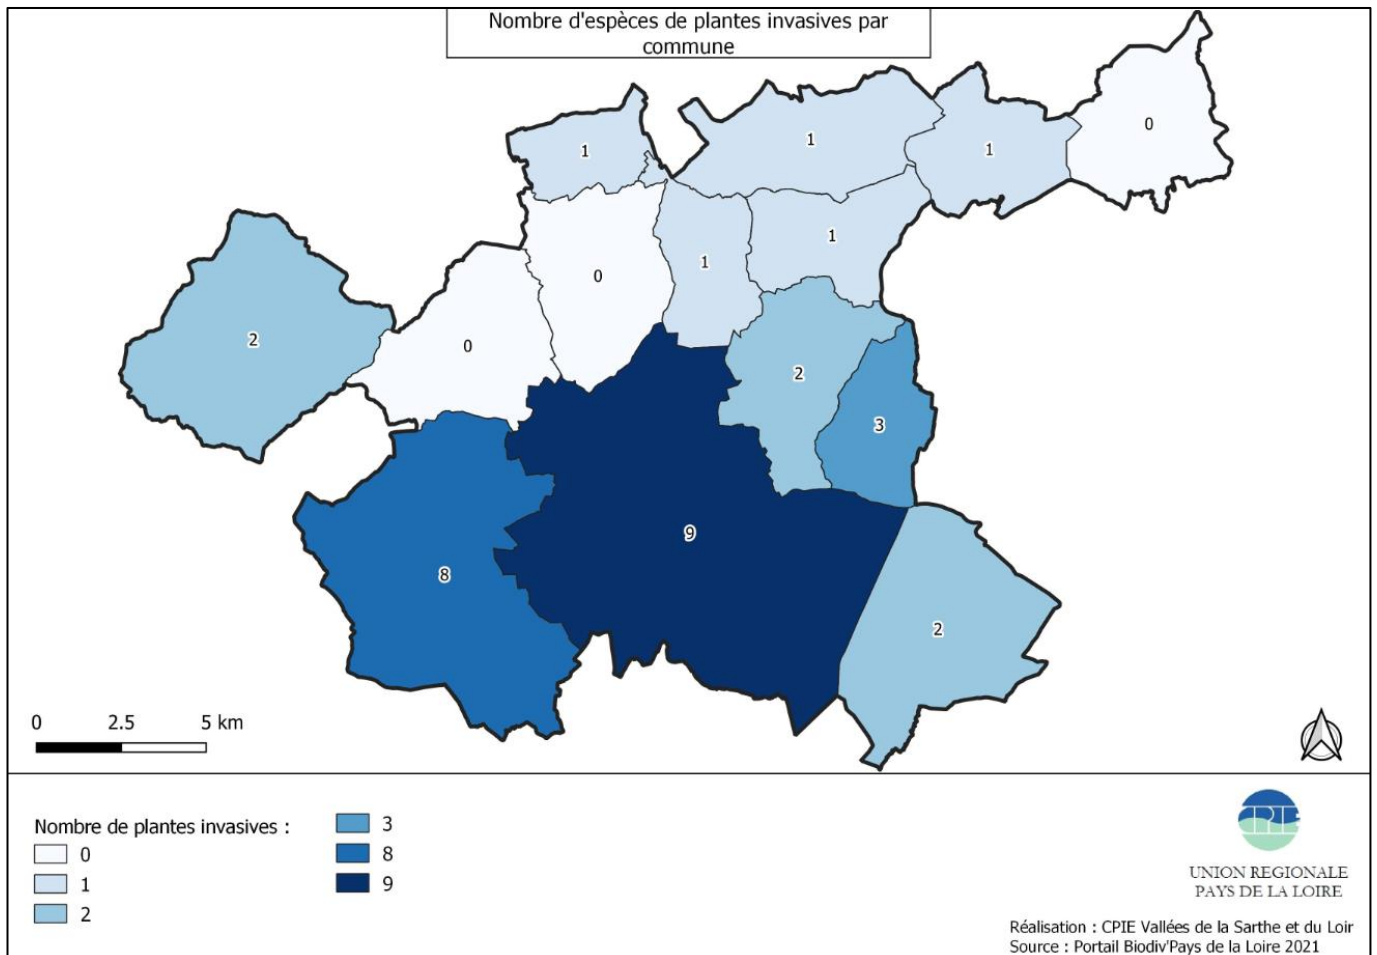 Nombre d'espèces de plantes invasives par
commune
0
1
1
1
1
0
1
2
0
2
3
9
8
2
0 2.5 5 km
Nombre de plantes invasives :
0
1
2
3
8
9
CPIE
UNION REGIONALE
PAYS DE LA LOIRE
Réalisation : CPIE Vallées de la Sarthe et du Loir
Source : Portail Biodiv'Pays de la Loire 2021